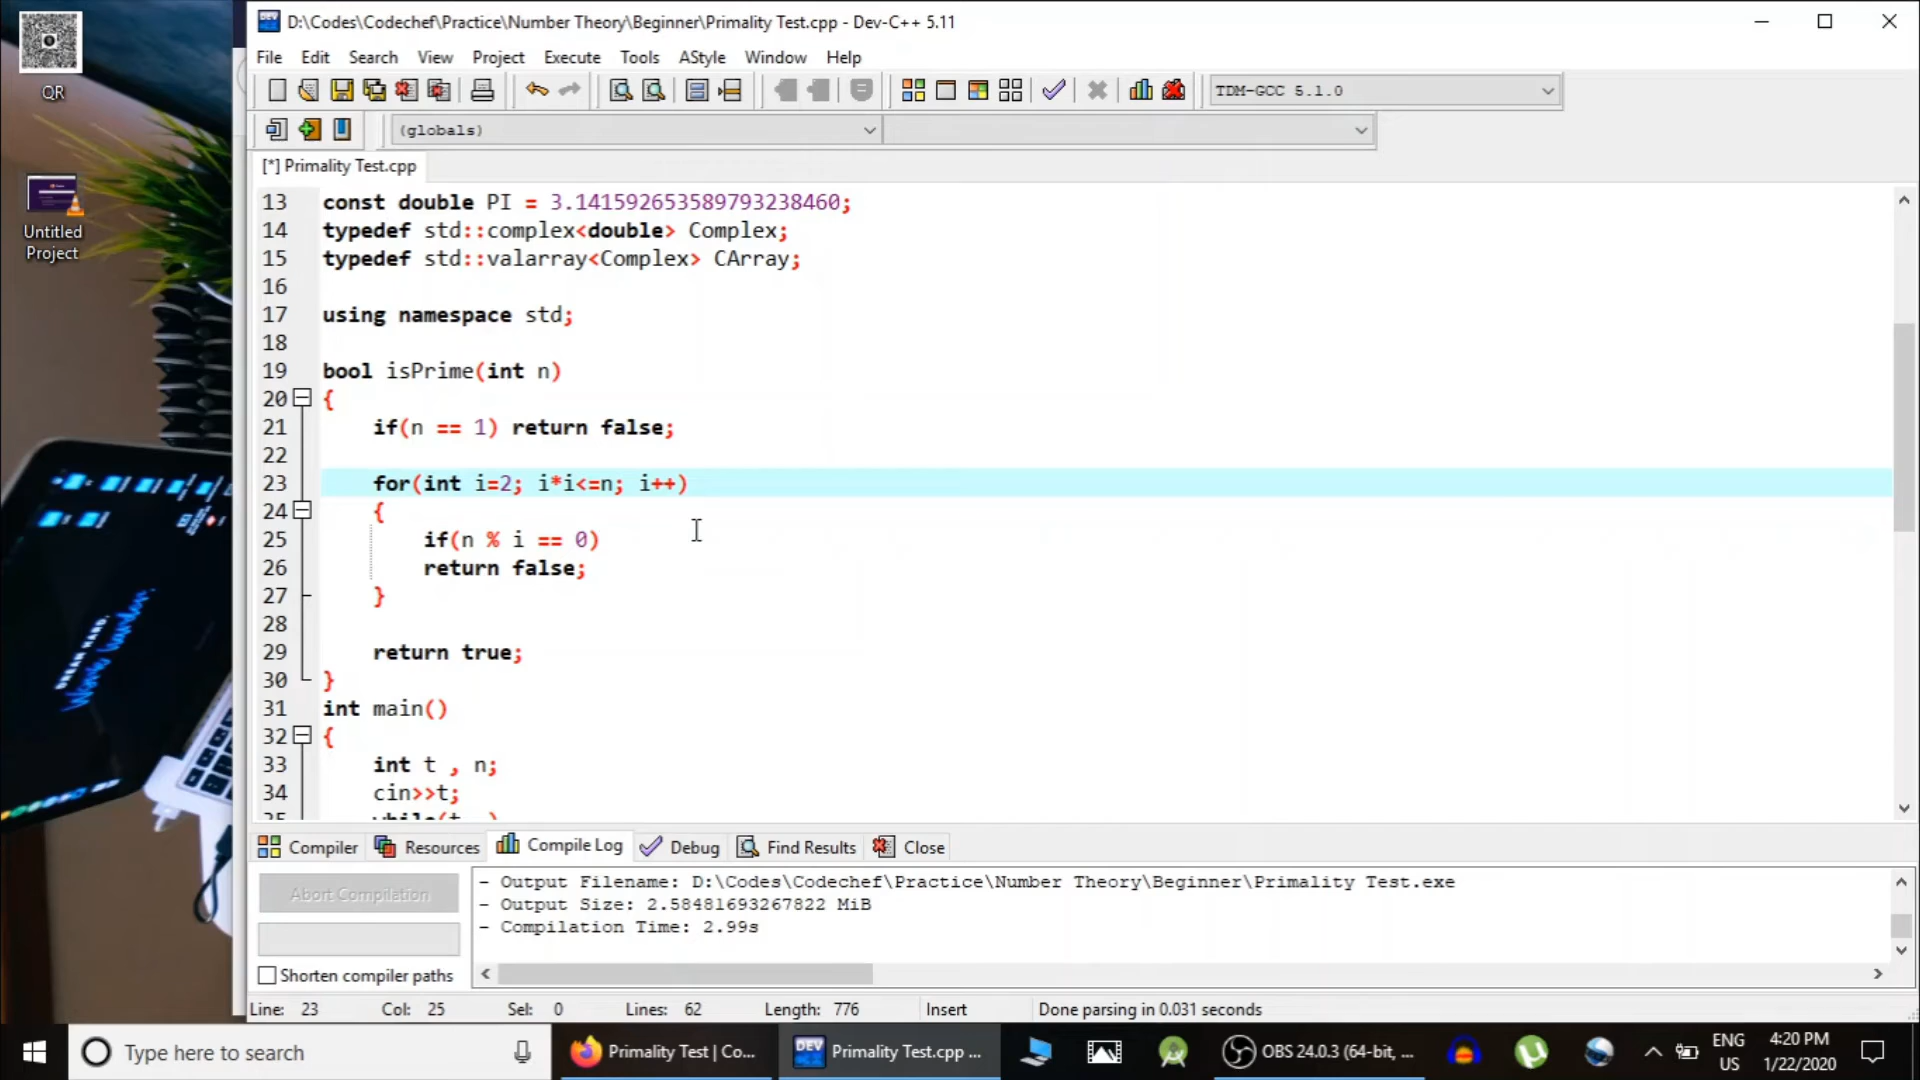 QR
Untitled
Project
D:\Codes\Codechef\Practice\Number Theory\Beginner\Primality Test.cpp - Dev-C++ 5.11
File Edit Search View Project Execute Tools AStyle Window Help
TDM-GCC 5.1.0
(globals)
[*] Primality Test.cpp
13 const double PI = 3.141592653589793238460;
14 typedef std::complex<double> Complex;
15 typedef std::valarray<Complex> CArray;
16
17 using namespace std;
18
19 bool isPrime(int n)
20 {
21 if(n == 1) return false;
22
23 for(int i=2; i*i<=n; i++)
24 {
25 if(n % i == 0)
26 return false;
27 }
28
29 return true;
30 }
31 int main()
32 {
33 int t , n;
34 cin>>t;
Compiler Resources Compile Log Debug Find Results Close
Abort Compilation
Shorten compiler paths
- Output Filename: D:\Codes\Codechef\Practice\Number Theory\Beginner\Primality Test.exe
- Output Size: 2.58481693267822 MiB
- Compilation Time: 2.99s
Line: 23 Col: 25 Sel: 0 Lines: 62 Length: 776 Insert Done parsing in 0.031 seconds
Type here to search
Primality Test | Co...
DEV
Primality Test.cpp ...
OBS 24.0.3 (64-bit, ...
ENG
US
4:20 PM
1/22/2020